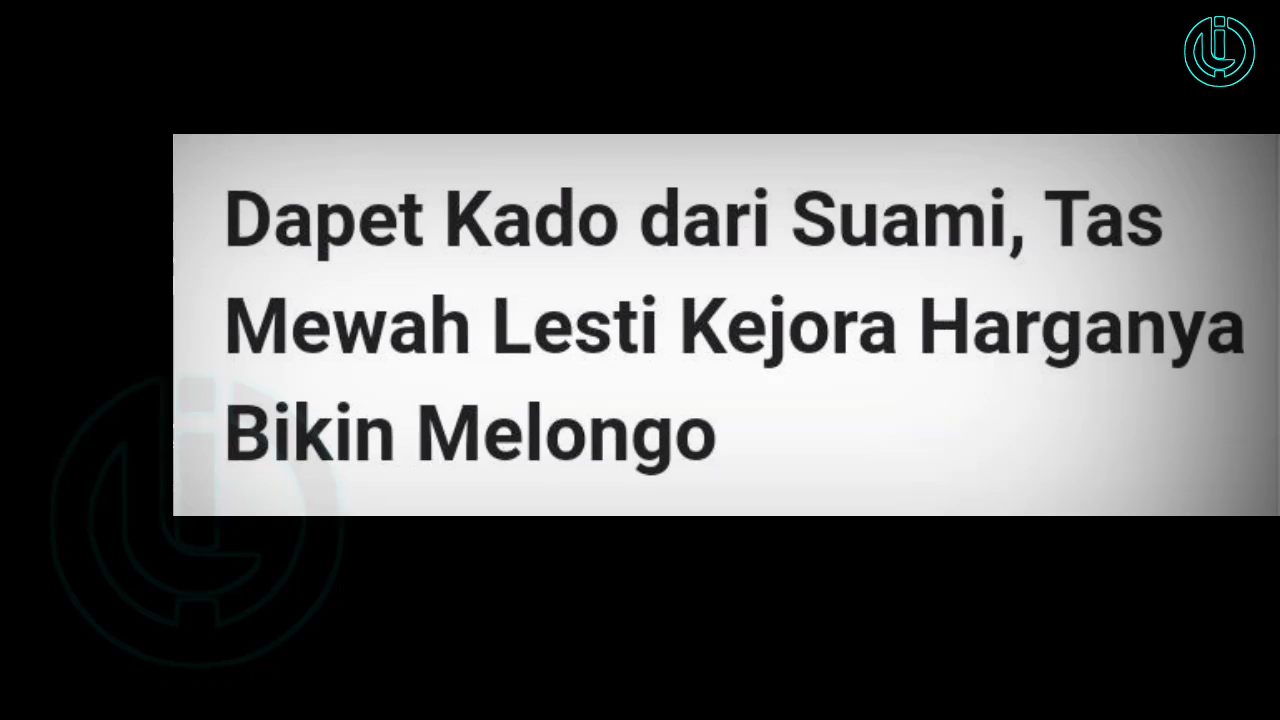 Dapet Kado dari Suami, Tas
Mewah Lesti Kejora Harganya
Bikin Melongo